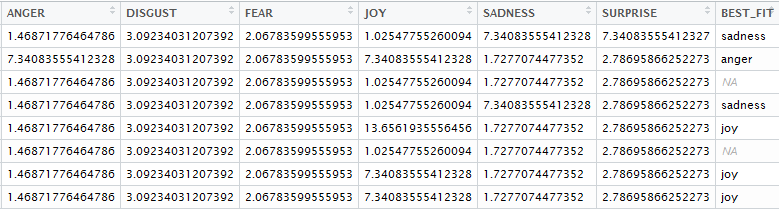 ANGER DISGUST FEAR JOY SADNESS SURPRISE BEST_FIT
1.46871776464786 3.09234031207392 2.06783599555953 1.02547755260094 7.34083555412328 7.34083555412327 sadness
7.34083555412328 3.09234031207392 2.06783599555953 7.34083555412328 1.7277074477352 2.78695866252273 anger
1.46871776464786 3.09234031207392 2.06783599555953 1.02547755260094 1.7277074477352 2.78695866252273 NA
1.46871776464786 3.09234031207392 2.06783599555953 1.02547755260094 7.34083555412328 2.78695866252273 sadness
1.46871776464786 3.09234031207392 2.06783599555953 13.6561935556456 1.7277074477352 2.78695866252273 joy
1.46871776464786 3.09234031207392 2.06783599555953 1.02547755260094 1.7277074477352 2.78695866252273 NA
1.46871776464786 3.09234031207392 2.06783599555953 7.34083555412328 1.7277074477352 2.78695866252273 joy
1.46871776464786 3.09234031207392 2.06783599555953 7.34083555412328 1.7277074477352 2.78695866252273 joy